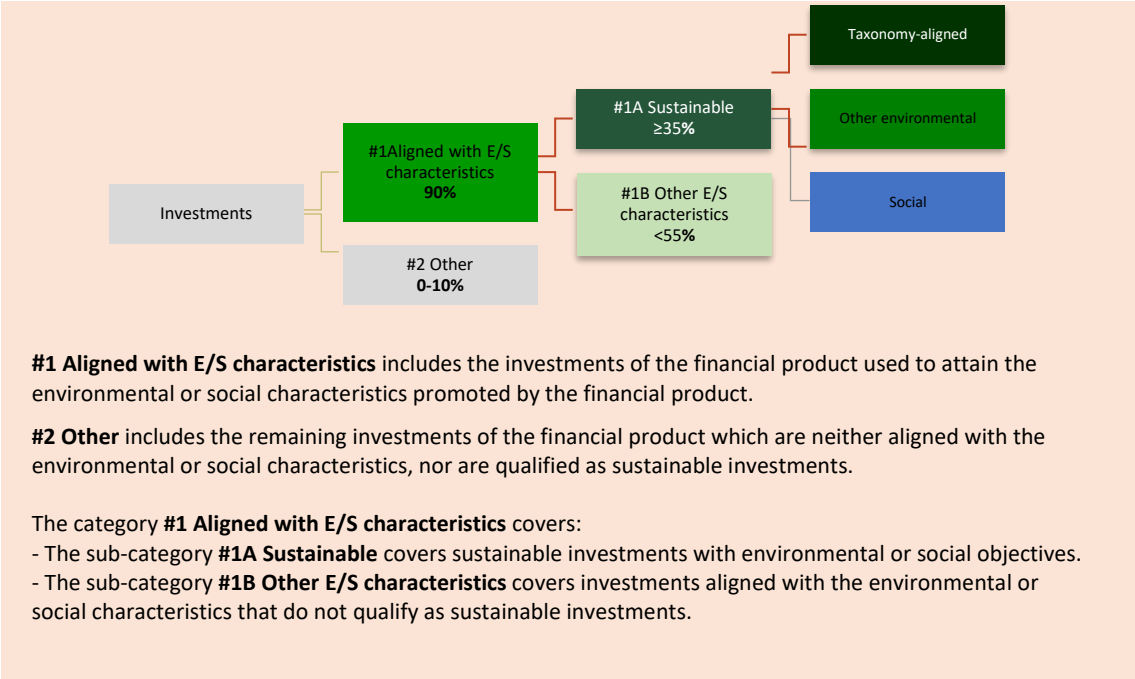 Taxonomy-aligned
#1A Sustainable
≥35%
Other environmental
#1Aligned with E/S
characteristics
90%
#1B Other E/S
characteristics
<55%
Investments
Social
#2 Other
0-10%
#1 Aligned with E/S characteristics includes the investments of the financial product used to attain the
environmental or social characteristics promoted by the financial product.
#2 Other includes the remaining investments of the financial product which are neither aligned with the
environmental or social characteristics, nor are qualified as sustainable investments.
The category #1 Aligned with E/S characteristics covers:
- The sub-category #1A Sustainable covers sustainable investments with environmental or social objectives.
- The sub-category #1B Other E/S characteristics covers investments aligned with the environmental or
social characteristics that do not qualify as sustainable investments.